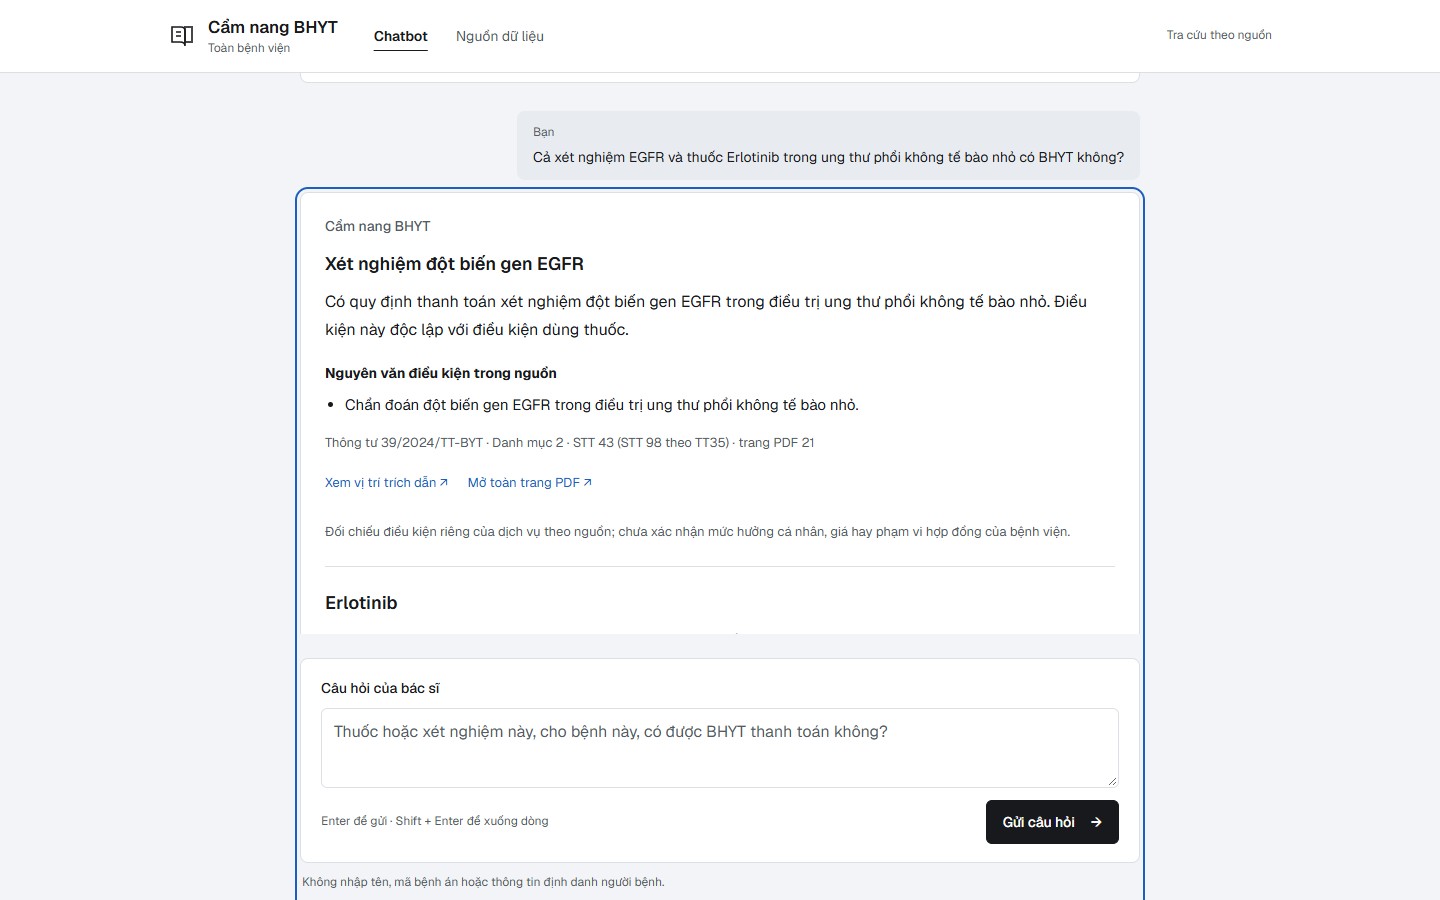 Cẩm nang BHYT
Toàn bệnh viện
Chatbot
Nguồn dữ liệu
Tra cứu theo nguồn
Bạn
Cả xét nghiệm EGFR và thuốc Erlotinib trong ung thư phổi không tế bào nhỏ có BHYT không?
Cẩm nang BHYT
Xét nghiệm đột biến gen EGFR
Có quy định thanh toán xét nghiệm đột biến gen EGFR trong điều trị ung thư phổi không tế bào nhỏ. Điều
kiện này độc lập với điều kiện dùng thuốc.
Nguyên văn điều kiện trong nguồn
• Chẩn đoán đột biến gen EGFR trong điều trị ung thư phổi không tế bào nhỏ.
Thông tư 39/2024/TT-BYT · Danh mục 2 · STT 43 (STT 98 theo TT35) · trang PDF 21
Xem vị trí trích dẫn ↗ Mở toàn trang PDF ↗
Đối chiếu điều kiện riêng của dịch vụ theo nguồn; chưa xác nhận mức hưởng cá nhân, giá hay phạm vi hợp đồng của bệnh viện.
Erlotinib
Câu hỏi của bác sĩ
Thuốc hoặc xét nghiệm này, cho bệnh này, có được BHYT thanh toán không?
Enter để gửi · Shift + Enter để xuống dòng
Gửi câu hỏi →
Không nhập tên, mã bệnh án hoặc thông tin định danh người bệnh.